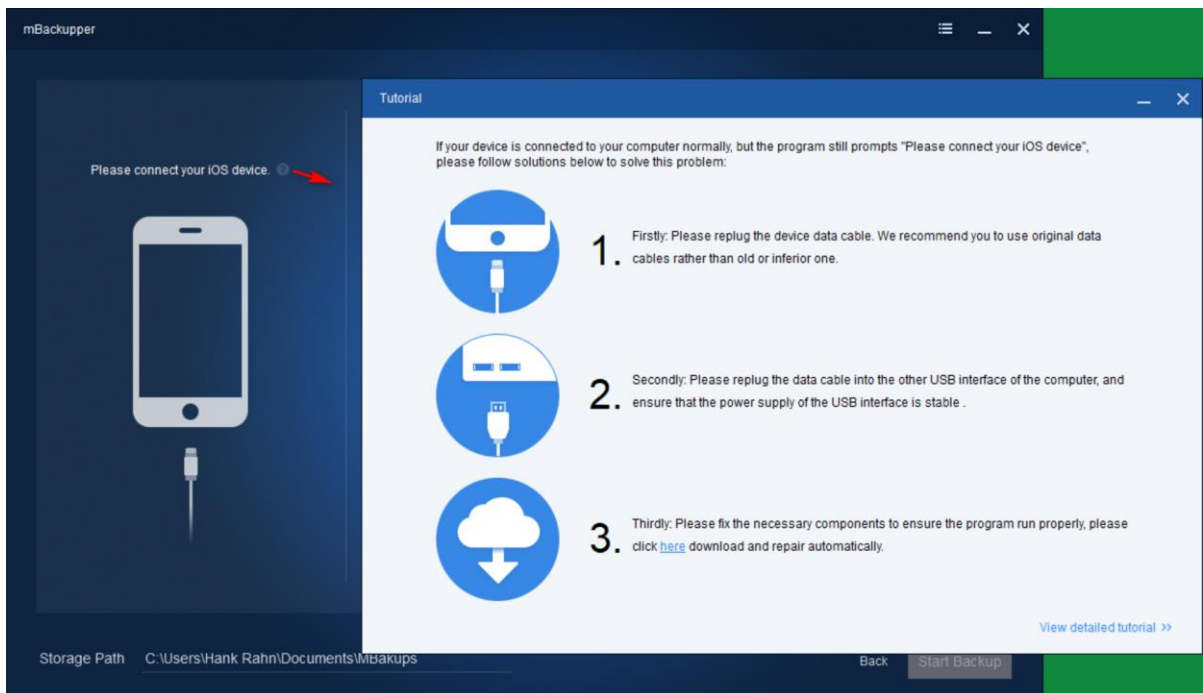 mBackupper
Tutorial
Please connect your iOS device.
If your device is connected to your computer normally, but the program still prompts "Please connect your iOS device",
please follow solutions below to solve this problem:
1. Firstly: Please replug the device data cable. We recommend you to use original data
cables rather than old or inferior one.
2. Secondly: Please replug the data cable into the other USB interface of the computer, and
ensure that the power supply of the USB interface is stable .
3. Thirdly: Please fix the necessary components to ensure the program run properly, please
click here download and repair automatically.
View detailed tutorial >>
Storage Path C:\Users\Hank Rahn\Documents\MBakups
Back Start Backup